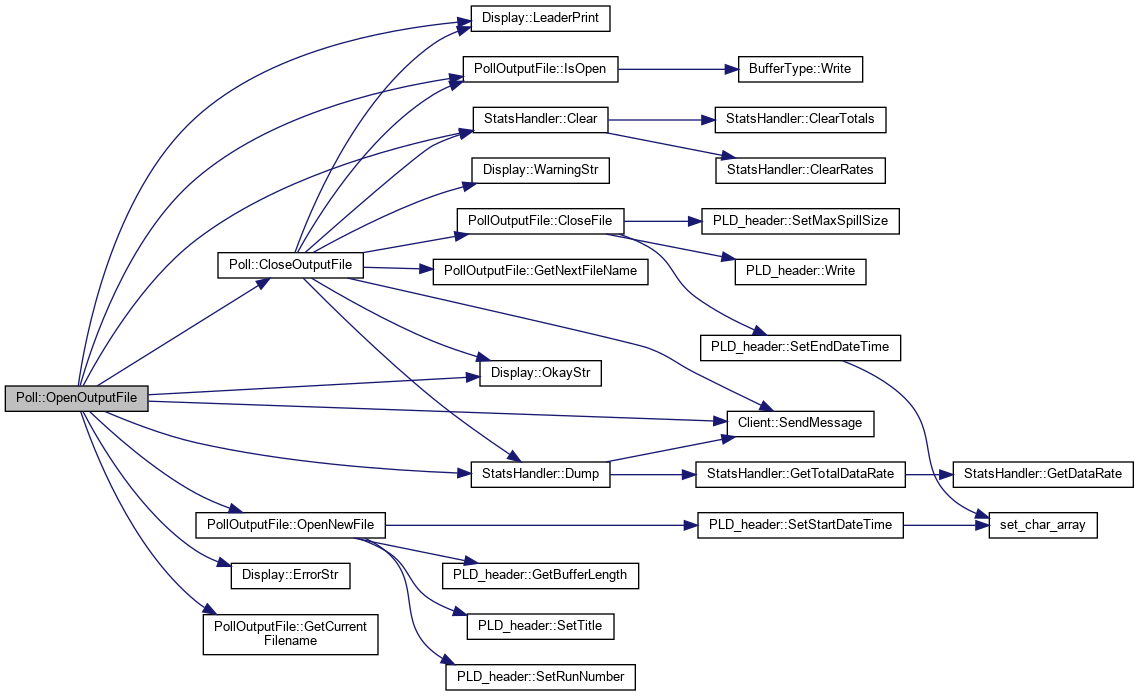 Display::LeaderPrint
PollOutputFile::IsOpen
BufferType::Write
StatsHandler::Clear
StatsHandler::ClearTotals
Display::WarningStr
StatsHandler::ClearRates
PollOutputFile::CloseFile
PLD_header::SetMaxSpillSize
Poll::CloseOutputFile
PollOutputFile::GetNextFileName
PLD_header::Write
PLD_header::SetEndDateTime
Display::OkayStr
Poll::OpenOutputFile
Client::SendMessage
StatsHandler::Dump
StatsHandler::GetTotalDataRate
StatsHandler::GetDataRate
PollOutputFile::OpenNewFile
PLD_header::SetStartDateTime
set_char_array
Display::ErrorStr
PLD_header::GetBufferLength
PollOutputFile::GetCurrent
Filename
PLD_header::SetTitle
PLD_header::SetRunNumber